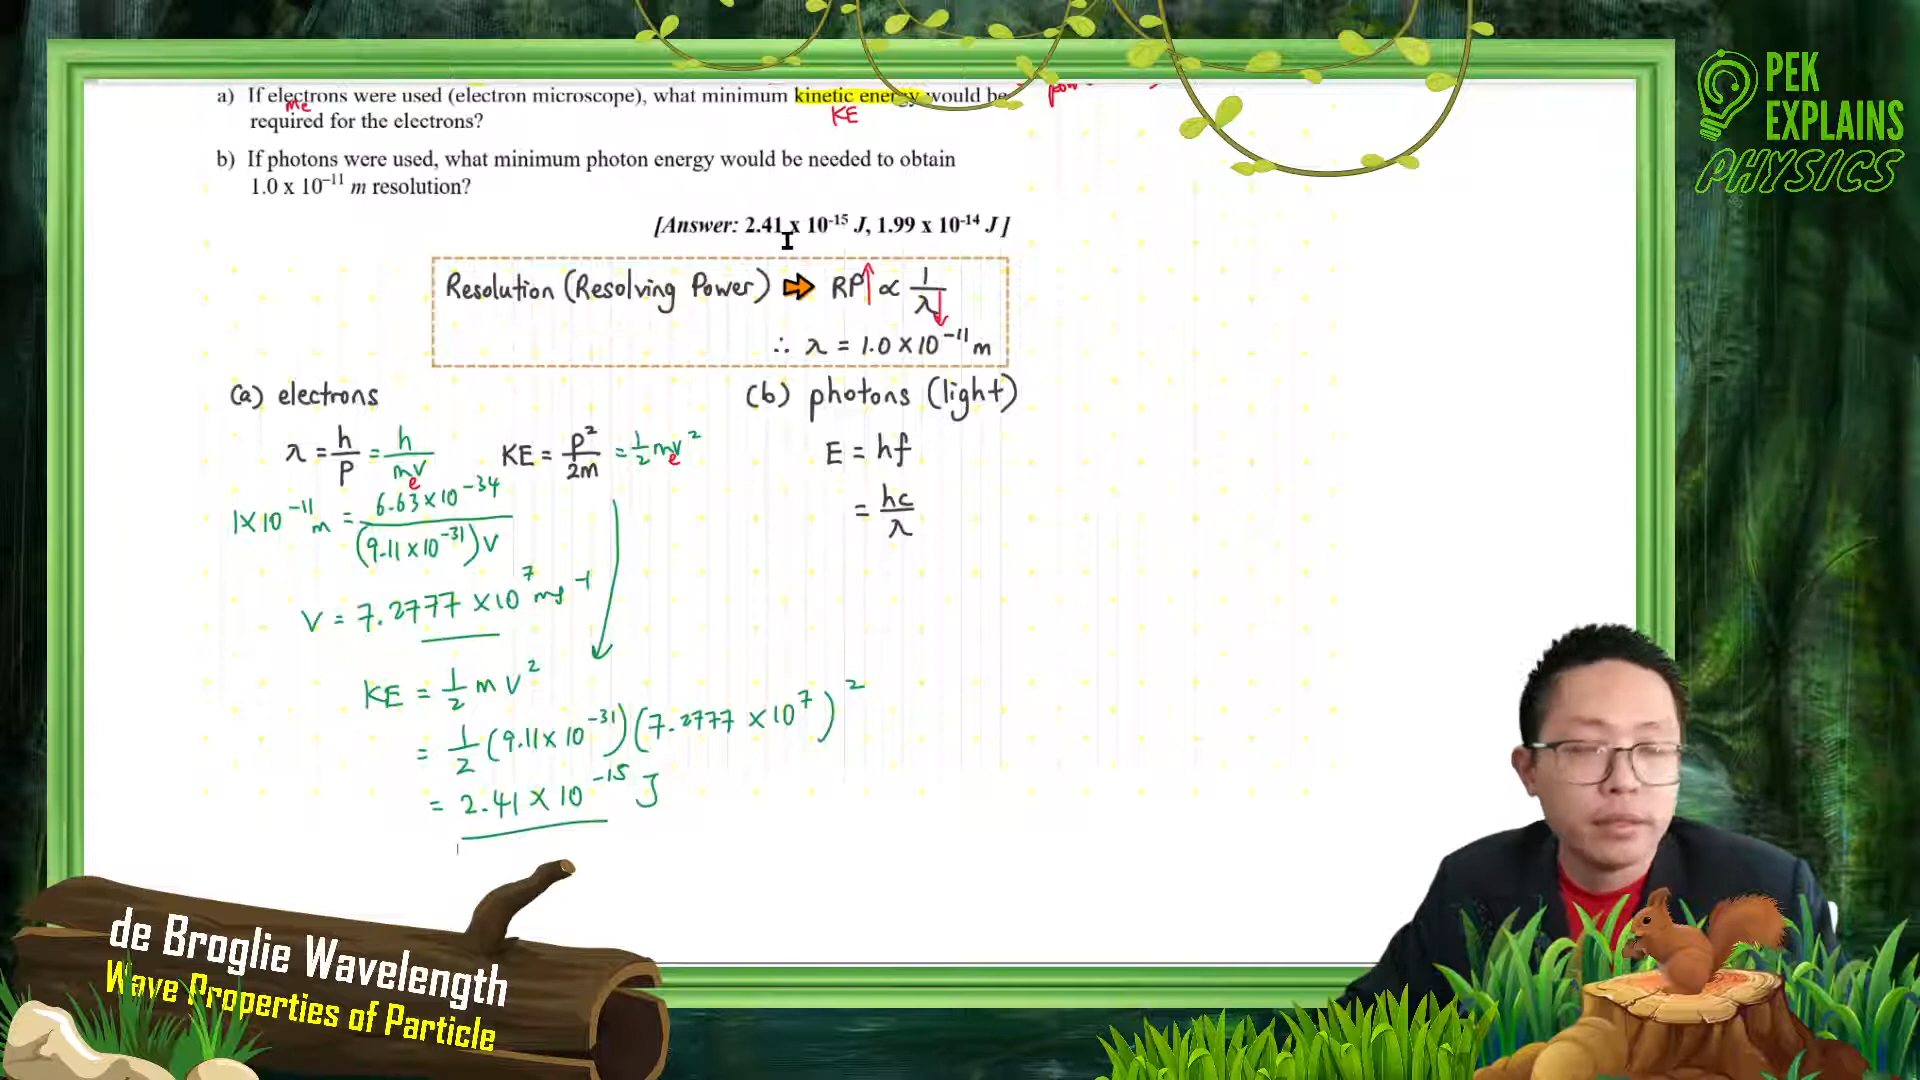 a) If electrons were used (electron microscope), what minimum kinetic energy would be
me
KE
required for the electrons?
b) If photons were used, what minimum photon energy would be needed to obtain
1.0 x 10⁻¹¹ m resolution?
[Answer: 2.41 x 10⁻¹⁵ J, 1.99 x 10⁻¹⁴ J]
Resolution (Resolving Power) ➡ RP↑ ∝ 1/λ↓
∴ λ = 1.0 × 10⁻¹¹ m
(a) electrons
λ = h/p = h/mₑv KE = p²/2m = ½mₑv²
1×10⁻¹¹ m = 6.63×10⁻³⁴/(9.11×10⁻³¹)v
v = 7.2777 × 10⁷ ms⁻¹
KE = ½ m v²
= ½ (9.11×10⁻³¹)(7.2777 × 10⁷)²
= 2.41 × 10⁻¹⁵ J
(b) photons (light)
E = hf
= hc/λ
PEK
EXPLAINS
PHYSICS
de Broglie Wavelength
Wave Properties of Particle